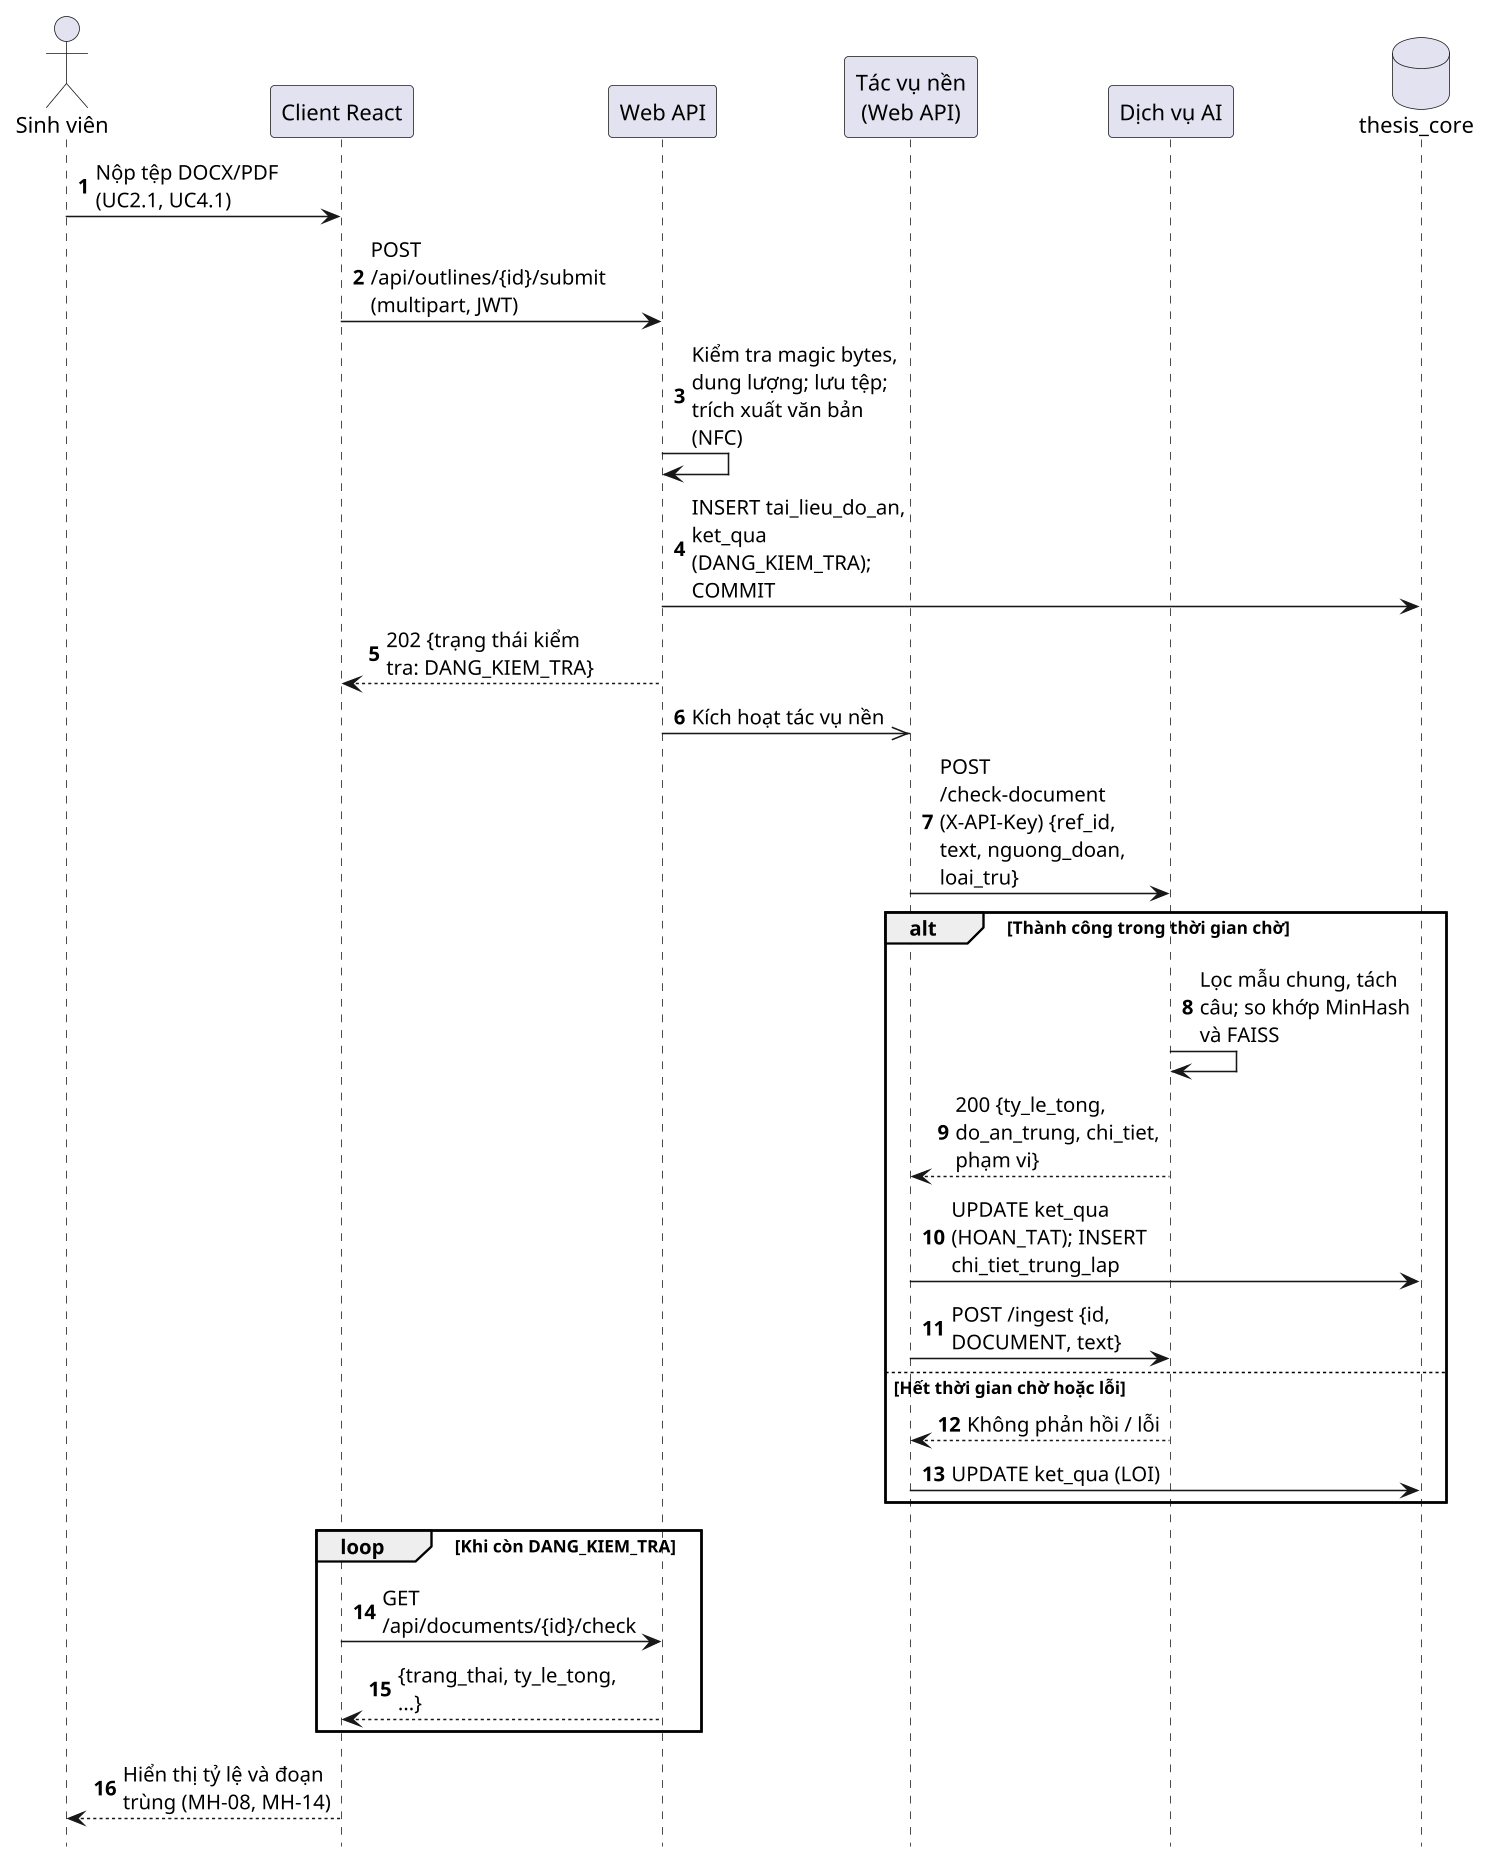 Sinh viên
Client React
Web API
Tác vụ nền
(Web API)
Dịch vụ AI
thesis_core
1 Nộp tệp DOCX/PDF
(UC2.1, UC4.1)
POST
2 /api/outlines/{id}/submit
(multipart, JWT)
Kiểm tra magic bytes,
dung lượng; lưu tệp;
3 trích xuất văn bản
(NFC)
INSERT tai_lieu_do_an,
ket_qua
4 (DANG_KIEM_TRA);
COMMIT
5 202 {trạng thái kiểm
tra: DANG_KIEM_TRA}
6 Kích hoạt tác vụ nền
POST
/check-document
7 (X-API-Key) {ref_id,
text, nguong_doan,
loai_tru}
alt [Thành công trong thời gian chờ]
Lọc mẫu chung, tách
8 câu; so khớp MinHash
và FAISS
200 {ty_le_tong,
9 do_an_trung, chi_tiet,
phạm vi}
UPDATE ket_qua
10 (HOAN_TAT); INSERT
chi_tiet_trung_lap
11 POST /ingest {id,
DOCUMENT, text}
[Hết thời gian chờ hoặc lỗi]
12 Không phản hồi / lỗi
13 UPDATE ket_qua (LOI)
loop [Khi còn DANG_KIEM_TRA]
14 GET
/api/documents/{id}/check
15 {trang_thai, ty_le_tong,
...}
16 Hiển thị tỷ lệ và đoạn
trùng (MH-08, MH-14)